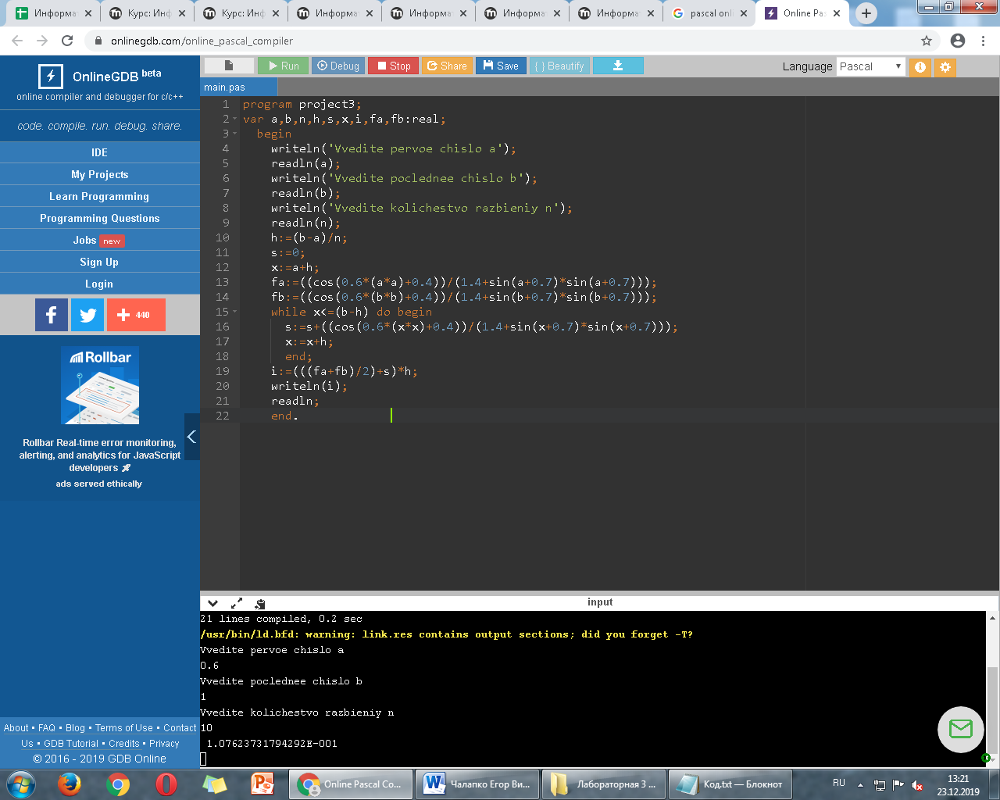 Информат
Курс: Инф
Курс: Инф
Информат
Информат
Информат
Информат
pascal onl
Online Pas
onlinegdb.com/online_pascal_compiler
OnlineGDB beta
online compiler and debugger for c/c++
code. compile. run. debug. share.
IDE
My Projects
Learn Programming
Programming Questions
Jobs new
Sign Up
Login
f + 440
Rollbar
Rollbar Real-time error monitoring,
alerting, and analytics for JavaScript
developers
ads served ethically
About • FAQ • Blog • Terms of Use • Contact
Us • GDB Tutorial • Credits • Privacy
© 2016 - 2019 GDB Online
Run Debug Stop Share Save { } Beautify Language Pascal
main.pas
1 program project3;
2 var a,b,n,h,s,x,i,fa,fb:real;
3 begin
4 writeln('Vvedite pervoe chislo a');
5 readln(a);
6 writeln('Vvedite poclednee chislo b');
7 readln(b);
8 writeln('Vvedite kolichestvo razbieniy n');
9 readln(n);
10 h:=(b-a)/n;
11 s:=0;
12 x:=a+h;
13 fa:=((cos(0.6*(a*a)+0.4))/(1.4+sin(a+0.7)*sin(a+0.7)));
14 fb:=((cos(0.6*(b*b)+0.4))/(1.4+sin(b+0.7)*sin(b+0.7)));
15 while x<=(b-h) do begin
16 s:=s+((cos(0.6*(x*x)+0.4))/(1.4+sin(x+0.7)*sin(x+0.7)));
17 x:=x+h;
18 end;
19 i:=(((fa+fb)/2)+s)*h;
20 writeln(i);
21 readln;
22 end.
input
21 lines compiled, 0.2 sec
/usr/bin/ld.bfd: warning: link.res contains output sections; did you forget -T?
Vvedite pervoe chislo a
0.6
Vvedite poclednee chislo b
1
Vvedite kolichestvo razbieniy n
10
1.07623731794292E-001
Online Pascal Co...
Чалапко Егор Ви...
Лабораторная 3 ...
Код.txt — Блокнот
RU
13:21
23.12.2019